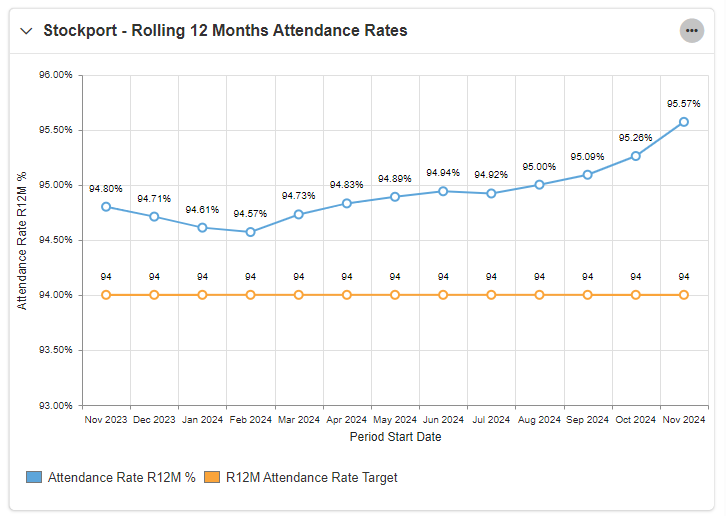 Stockport - Rolling 12 Months Attendance Rates
96.00%
95.50%
95.00%
94.50%
94.00%
93.50%
93.00%
Attendance Rate R12M %
94.80% 94.71% 94.61% 94.57% 94.73% 94.83% 94.89% 94.94% 94.92% 95.00% 95.09% 95.26% 95.57%
94 94 94 94 94 94 94 94 94 94 94 94 94
Nov 2023 Dec 2023 Jan 2024 Feb 2024 Mar 2024 Apr 2024 May 2024 Jun 2024 Jul 2024 Aug 2024 Sep 2024 Oct 2024 Nov 2024
Period Start Date
Attendance Rate R12M % R12M Attendance Rate Target